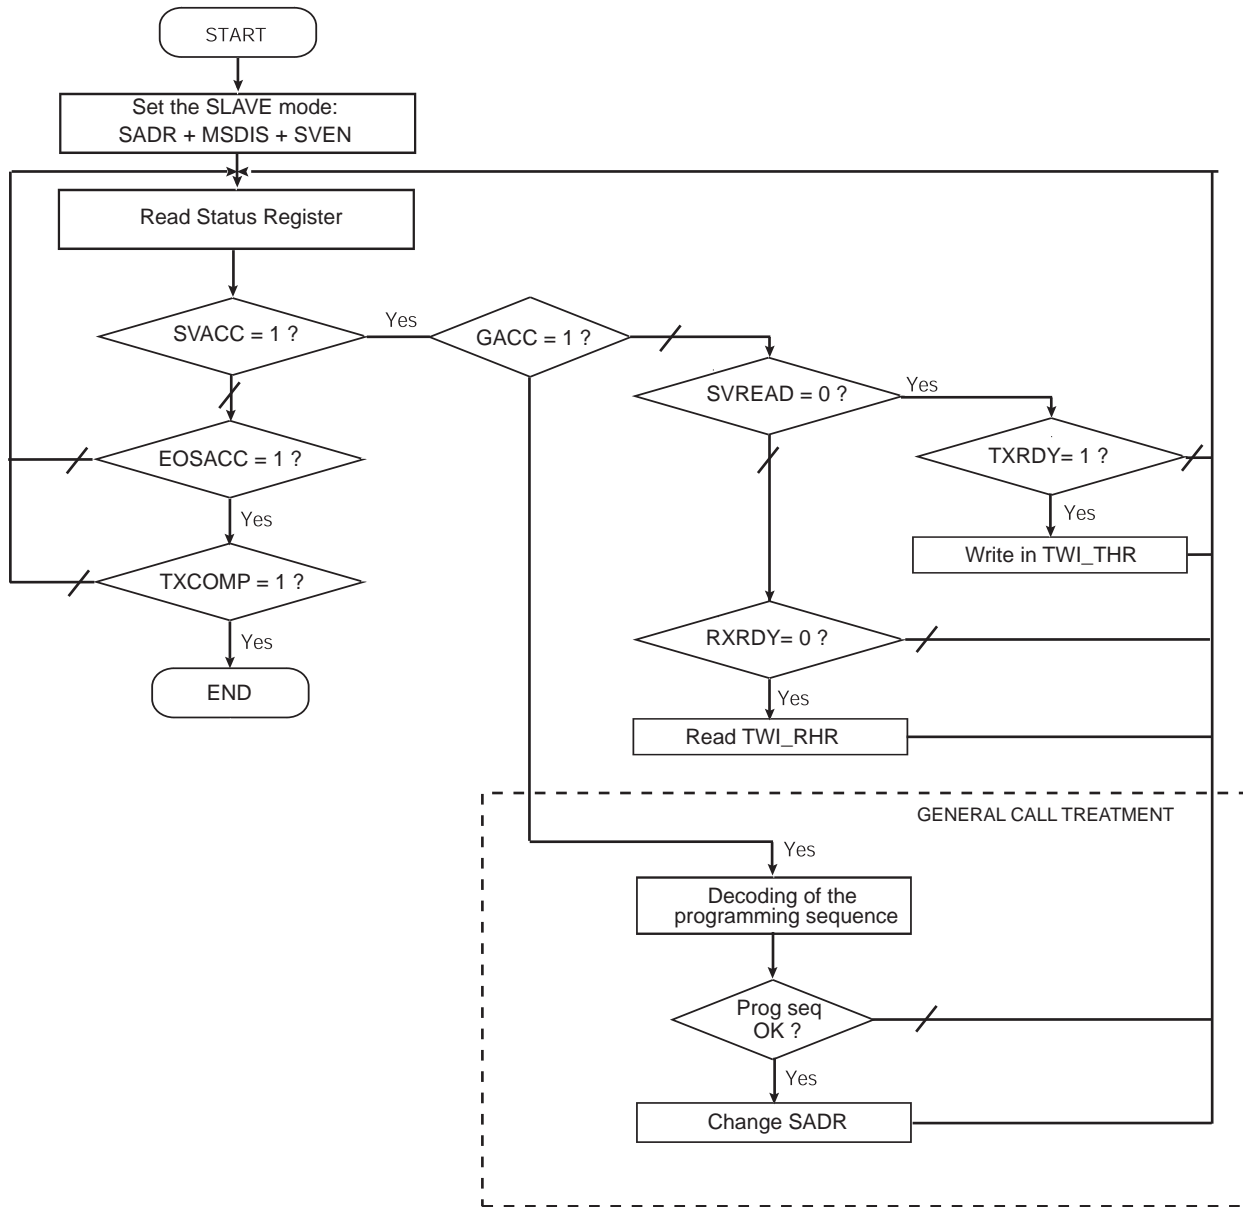 START
Set the SLAVE mode:
SADR + MSDIS + SVEN
Read Status Register
SVACC = 1 ?
Yes
GACC = 1 ?
SVREAD = 0 ?
Yes
EOSACC = 1 ?
TXRDY= 1 ?
Yes
Yes
Write in TWI_THR
TXCOMP = 1 ?
Yes
RXRDY= 0 ?
END
Yes
Read TWI_RHR
GENERAL CALL TREATMENT
Yes
Decoding of the
programming sequence
Prog seq
OK ?
Yes
Change SADR